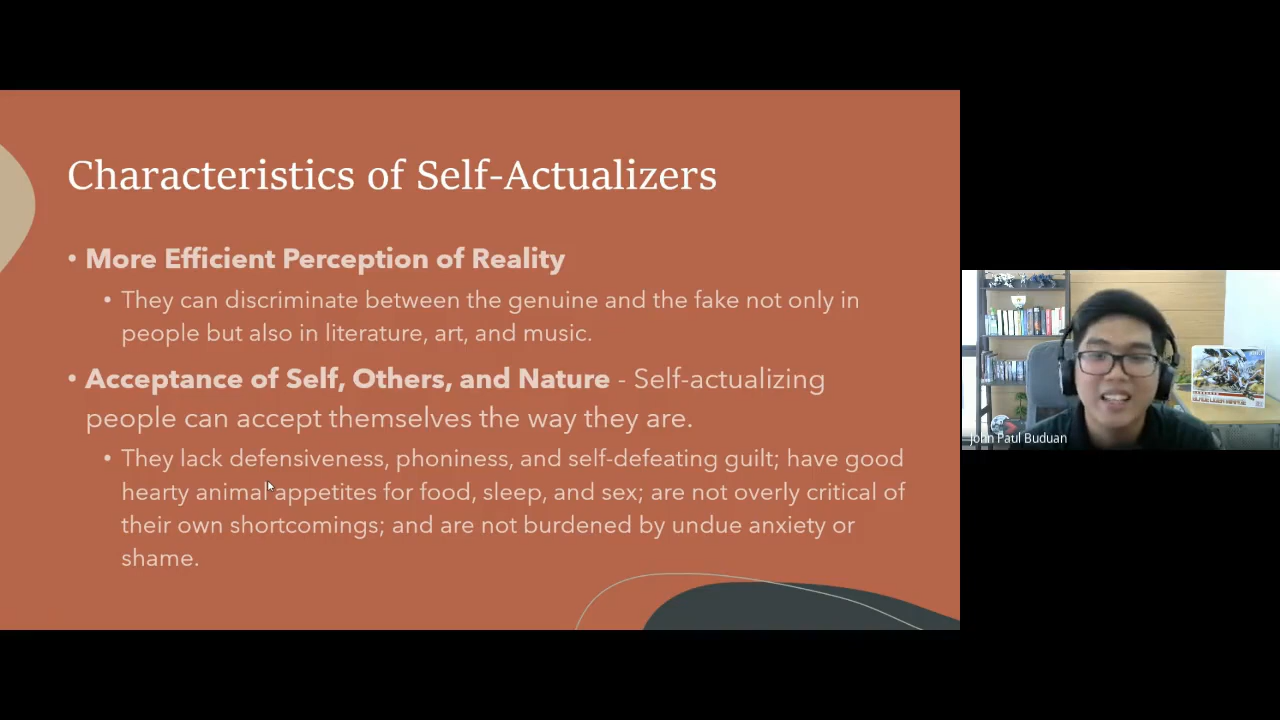 Characteristics of Self-Actualizers
• More Efficient Perception of Reality
• They can discriminate between the genuine and the fake not only in
people but also in literature, art, and music.
• Acceptance of Self, Others, and Nature - Self-actualizing
people can accept themselves the way they are.
• They lack defensiveness, phoniness, and self-defeating guilt; have good
hearty animal appetites for food, sleep, and sex; are not overly critical of
their own shortcomings; and are not burdened by undue anxiety or
shame.
John Paul Buduan